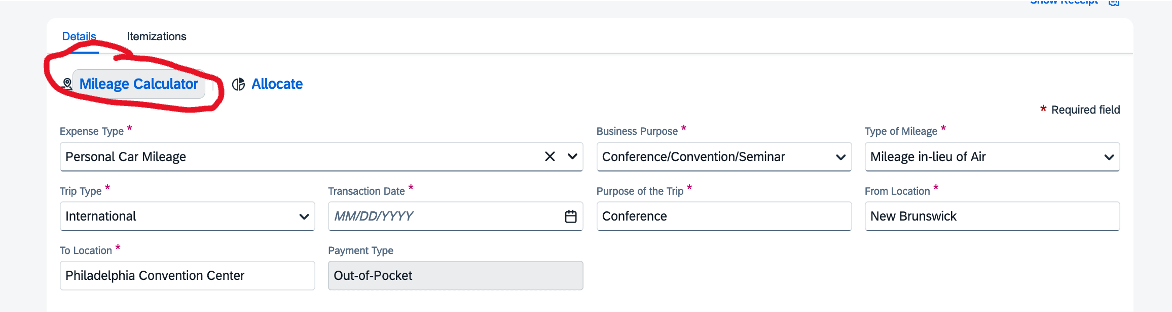 Show Receipt
Details Itemizations
Mileage Calculator Allocate
* Required field
Expense Type * Business Purpose * Type of Mileage *
Personal Car Mileage Conference/Convention/Seminar Mileage in-lieu of Air
Trip Type * Transaction Date * Purpose of the Trip * From Location *
International MM/DD/YYYY Conference New Brunswick
To Location * Payment Type
Philadelphia Convention Center Out-of-Pocket